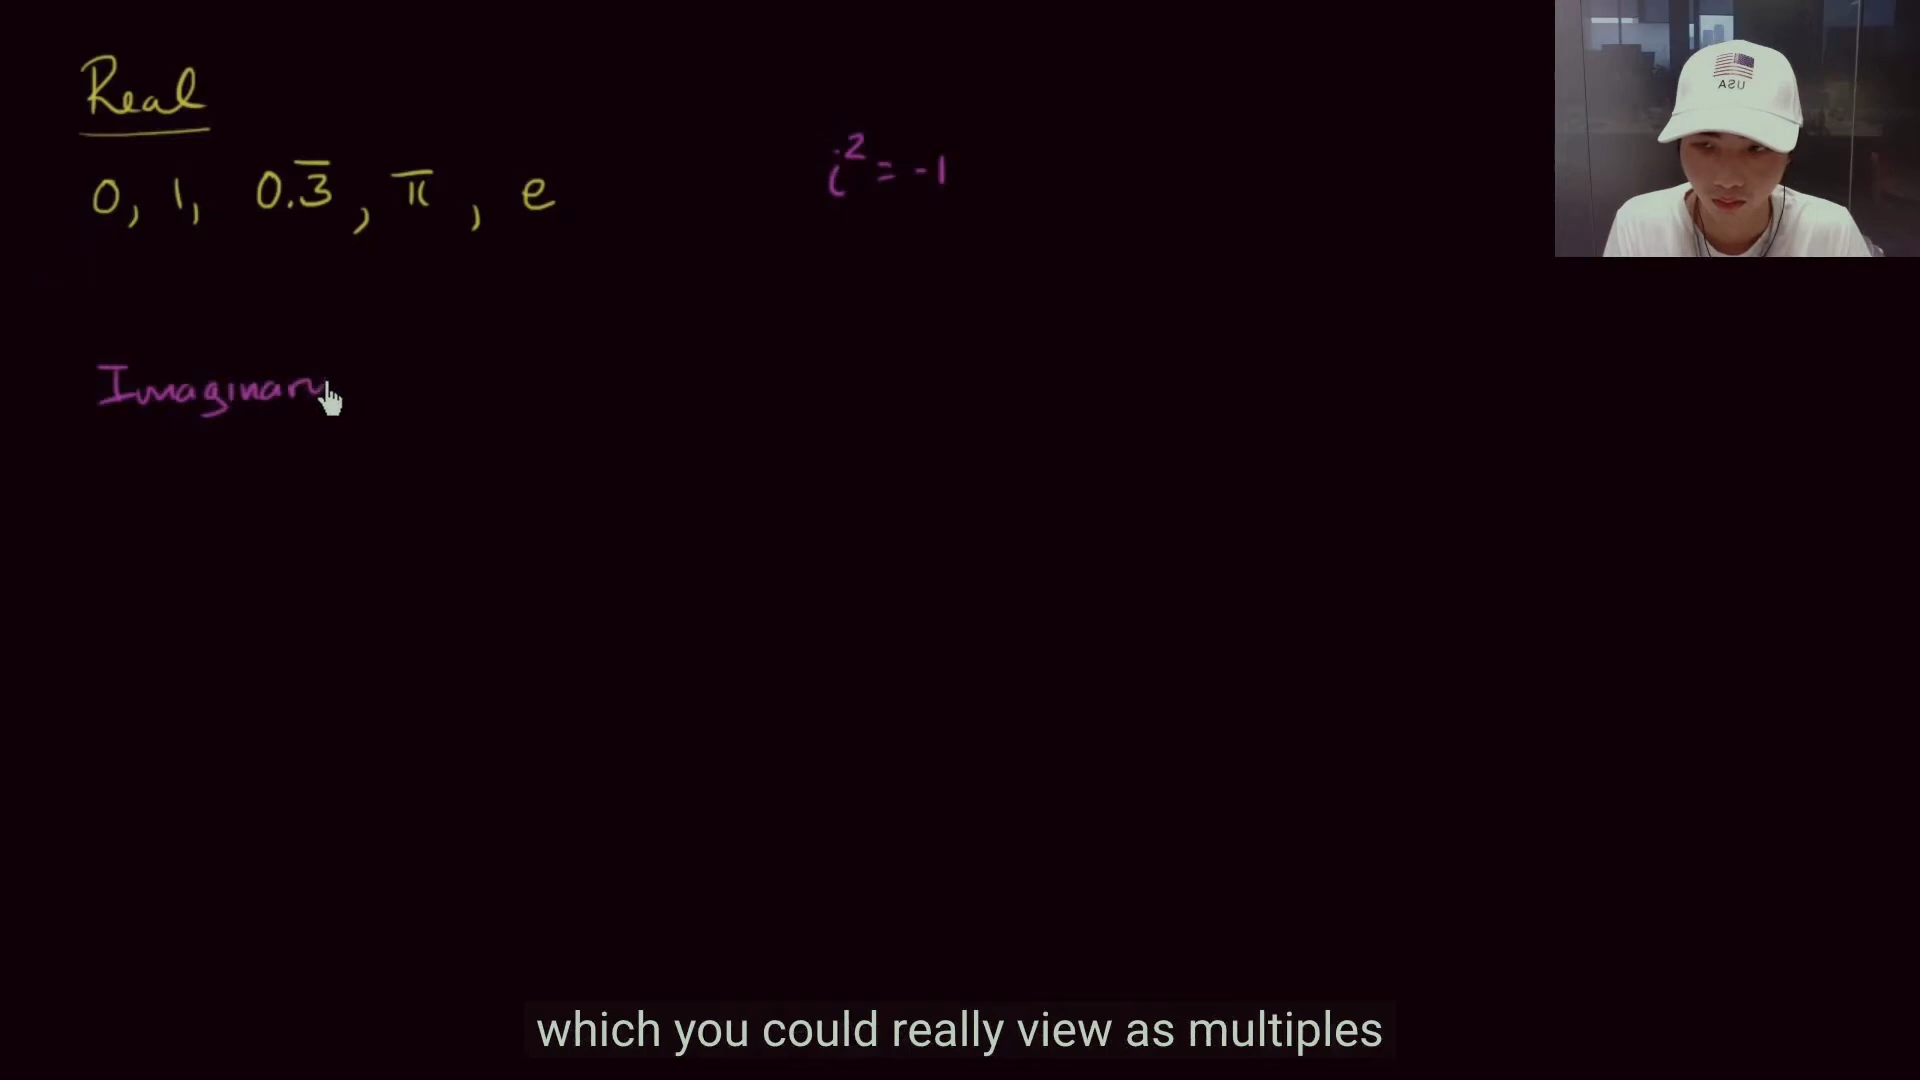 Real
0, 1, 0.3̅, π, e
i² = -1
USA
Imaginary
which you could really view as multiples